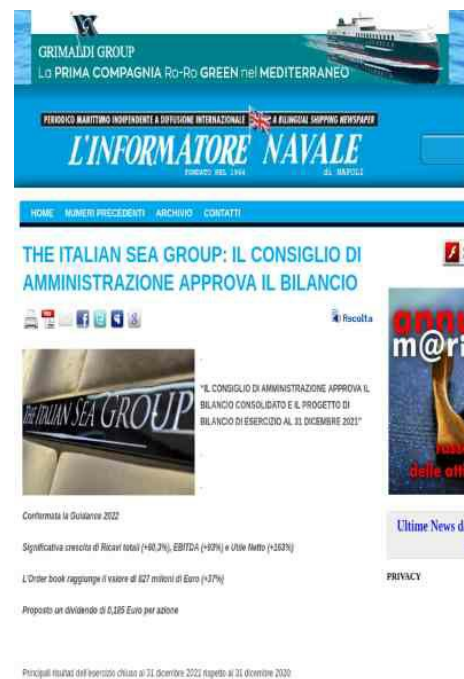 GRIMALDI GROUP
La PRIMA COMPAGNIA Ro-Ro GREEN nel MEDITERRANEO
PERIODICO MARITTIMO INDIPENDENTE A DIFFUSIONE INTERNAZIONALE A BILINGUAL SHIPPING NEWSPAPER
L'INFORMATORE NAVALE
FONDATO NEL 1964 di NAPOLI
HOME NUMERI PRECEDENTI ARCHIVIO CONTATTI
THE ITALIAN SEA GROUP: IL CONSIGLIO DI
AMMINISTRAZIONE APPROVA IL BILANCIO
Ascolta
THE ITALIAN SEA GROUP
"IL CONSIGLIO DI AMMINISTRAZIONE APPROVA IL
BILANCIO CONSOLIDATO E IL PROGETTO DI
BILANCIO DI ESERCIZIO AL 31 DICEMBRE 2021"
m@ri
delle
Confermata la Guidance 2022
Significativa crescita di Ricavi totali (+60,3%), EBITDA (+93%) e Utile Netto (+163%)
L'Order book raggiunge il valore di 827 milioni di Euro (+37%)
Proposto un dividendo di 0,185 Euro per azione
Ultime News d
PRIVACY
Principali risultati dell'esercizio chiuso al 31 dicembre 2021 rispetto al 31 dicembre 2020